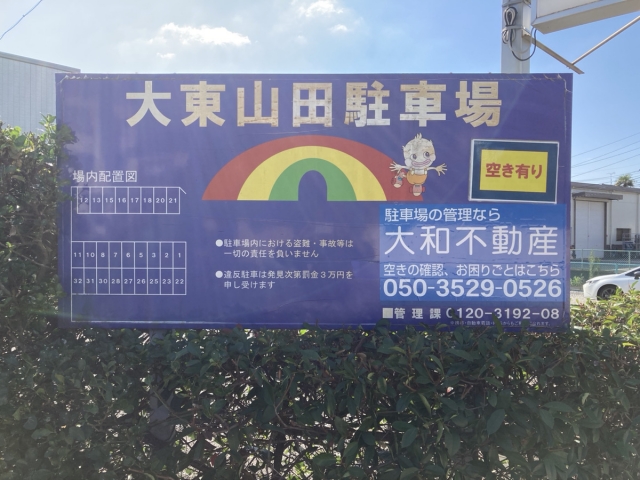 大東山田駐車場
場内配置図
12 13 15 16 17 18 20 21
11 10 8 7 6 5 3 2 1
32 31 30 28 27 26 25 23 22
●駐車場内における盗難・事故等は
一切の責任を負いません
●違反駐車は発見次第罰金3万円を
申し受けます
空き有り
駐車場の管理なら
大和不動産
空きの確認、お困りごとはこちら
050-3529-0526
■管理課 0120-3192-08